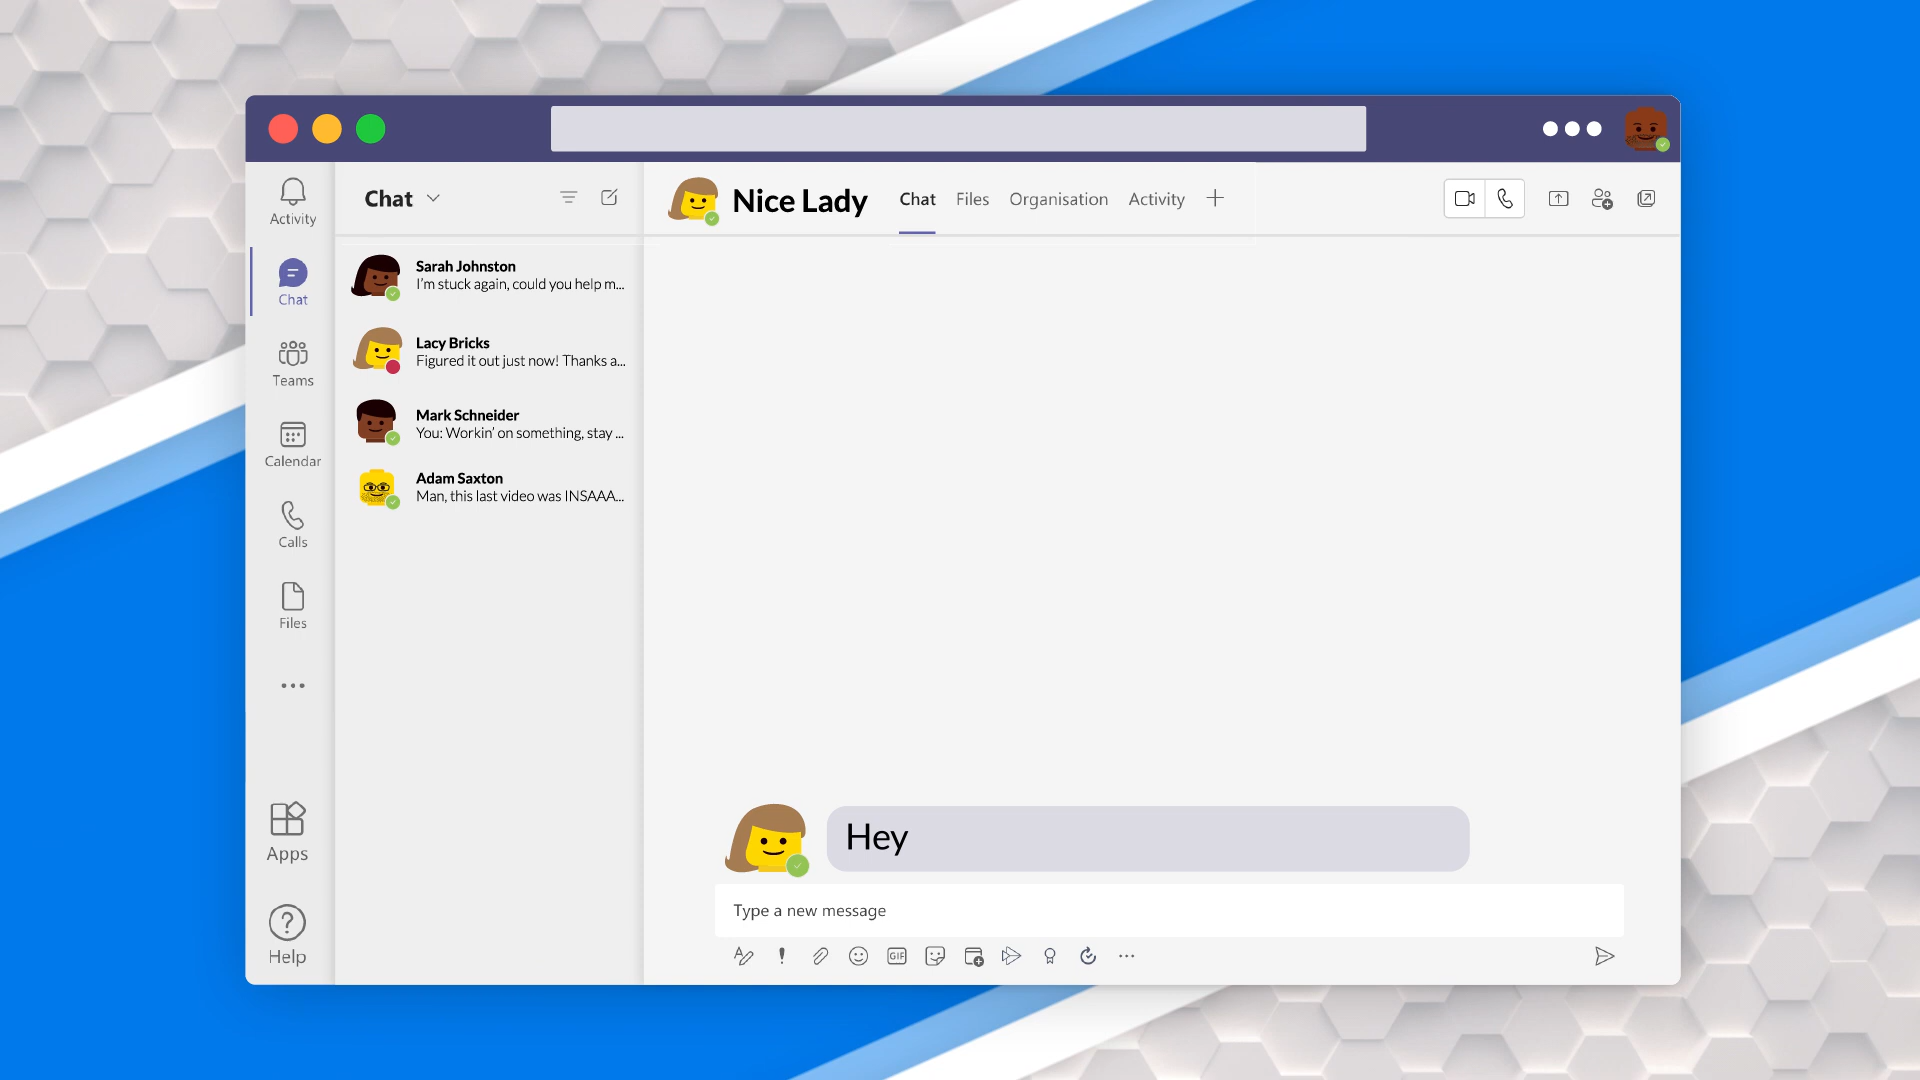 Activity
Chat
Teams
Calendar
Calls
Files
Apps
Help
Chat
Sarah Johnston
I'm stuck again, could you help m...
Lacy Bricks
Figured it out just now! Thanks a...
Mark Schneider
You: Workin' on something, stay ...
Adam Saxton
Man, this last video was INSAAA...
Nice Lady
Chat Files Organisation Activity
Hey
Type a new message
GIF